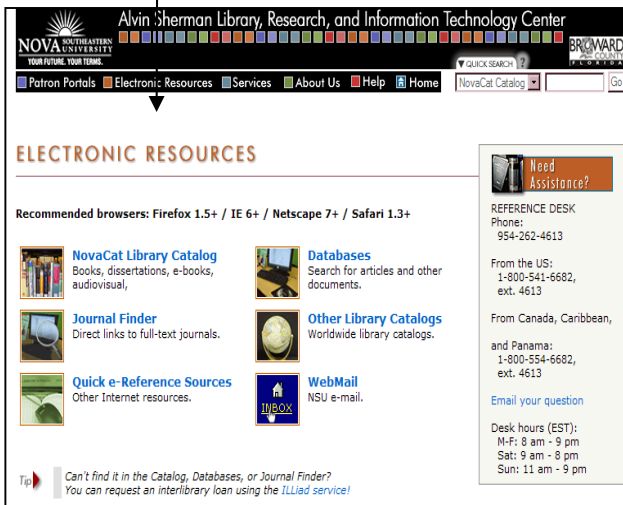 Alvin Sherman Library, Research, and Information Technology Center
NOVA SOUTHEASTERN UNIVERSITY
YOUR FUTURE. YOUR TERMS.
BROWARD COUNTY
FLORIDA
QUICK SEARCH ?
Patron Portals Electronic Resources Services About Us Help Home NovaCat Catalog Go
ELECTRONIC RESOURCES
Recommended browsers: Firefox 1.5+ / IE 6+ / Netscape 7+ / Safari 1.3+
NovaCat Library Catalog
Books, dissertations, e-books,
audiovisual,
Databases
Search for articles and other
documents.
Journal Finder
Direct links to full-text journals.
Other Library Catalogs
Worldwide library catalogs.
Quick e-Reference Sources
Other Internet resources.
INBOX
WebMail
NSU e-mail.
Tip
Can't find it in the Catalog, Databases, or Journal Finder?
You can request an interlibrary loan using the ILLiad service!
Need
Assistance?
REFERENCE DESK
Phone:
954-262-4613
From the US:
1-800-541-6682,
ext. 4613
From Canada, Caribbean,
and Panama:
1-800-554-6682,
ext. 4613
Email your question
Desk hours (EST):
M-F: 8 am - 9 pm
Sat: 9 am - 8 pm
Sun: 11 am - 9 pm